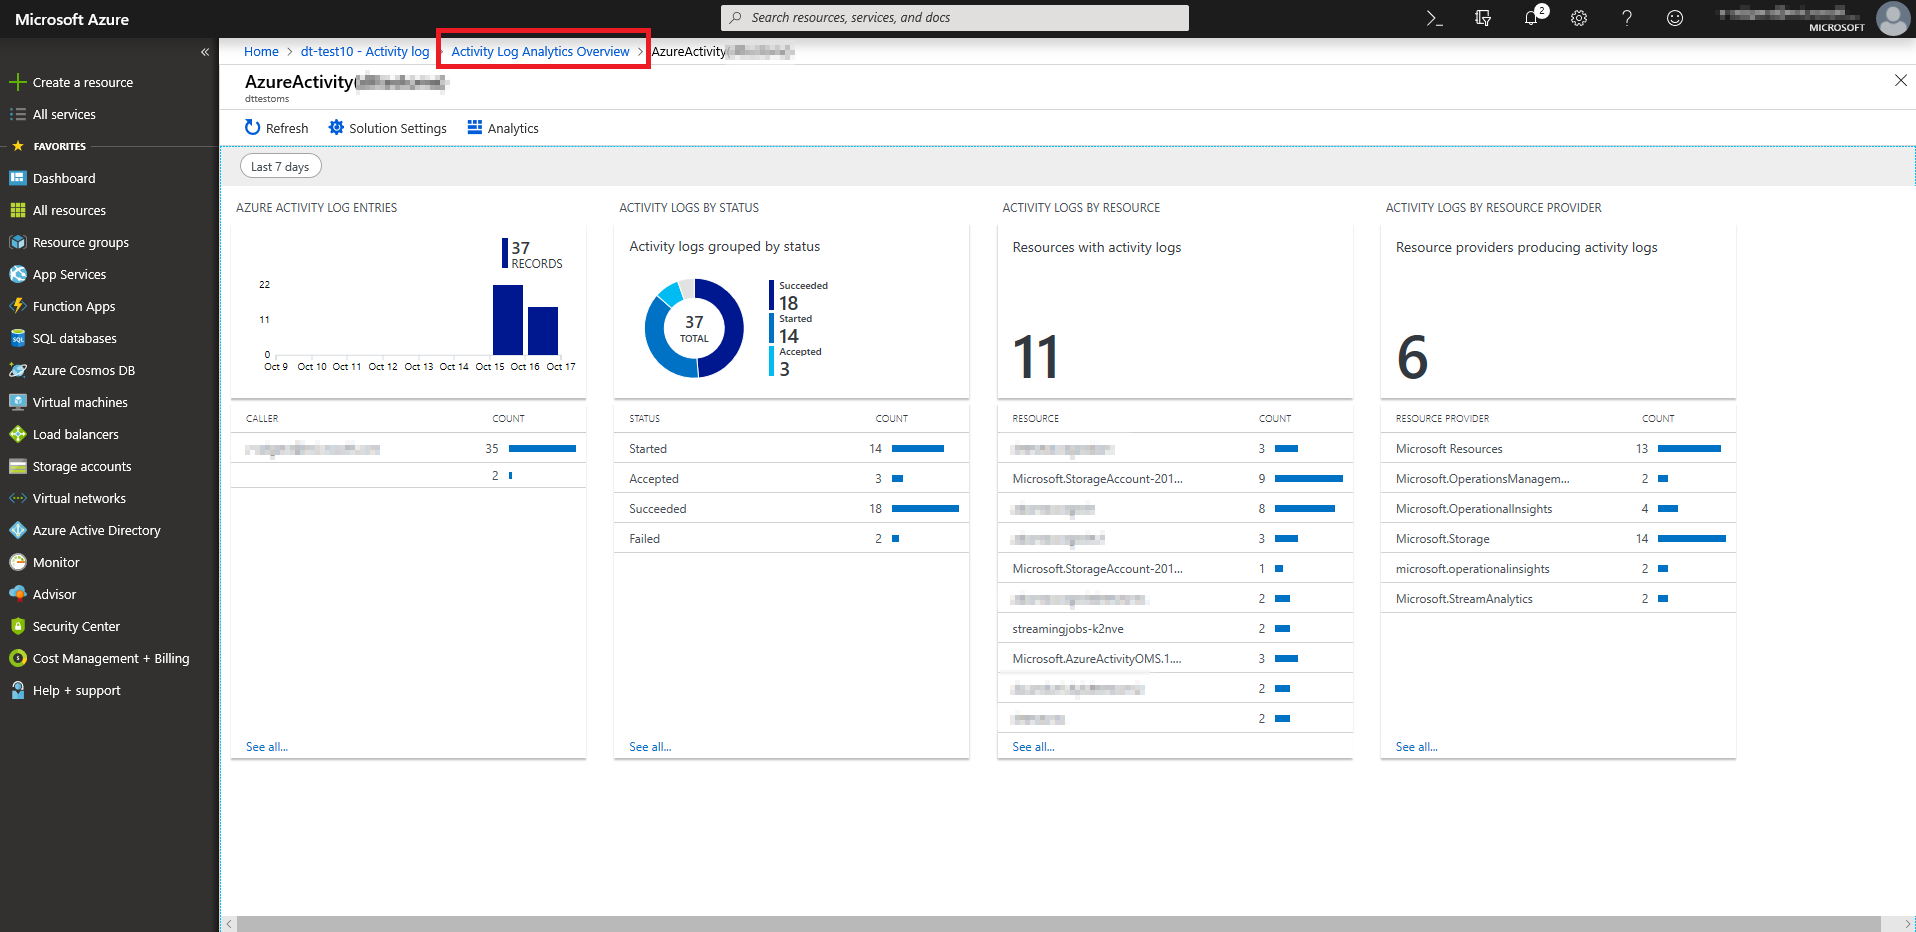 Microsoft Azure
Search resources, services, and docs
2
MICROSOFT
Home > dt-test10 - Activity log > Activity Log Analytics Overview > AzureActivity(
AzureActivity(
dttestoms
Refresh
Solution Settings
Analytics
Last 7 days
Create a resource
All services
FAVORITES
Dashboard
All resources
Resource groups
App Services
Function Apps
SQL databases
Azure Cosmos DB
Virtual machines
Load balancers
Storage accounts
Virtual networks
Azure Active Directory
Monitor
Advisor
Security Center
Cost Management + Billing
Help + support
AZURE ACTIVITY LOG ENTRIES
37
RECORDS
22
11
0
Oct 9 Oct 10 Oct 11 Oct 12 Oct 13 Oct 14 Oct 15 Oct 16 Oct 17
CALLER COUNT
35
2
See all...
ACTIVITY LOGS BY STATUS
Activity logs grouped by status
37
TOTAL
Succeeded
18
Started
14
Accepted
3
STATUS COUNT
Started 14
Accepted 3
Succeeded 18
Failed 2
See all...
ACTIVITY LOGS BY RESOURCE
Resources with activity logs
11
RESOURCE COUNT
3
Microsoft.StorageAccount-201... 9
8
3
Microsoft.StorageAccount-201... 1
2
streamingjobs-k2nve 2
Microsoft.AzureActivityOMS.1.... 3
2
2
See all...
ACTIVITY LOGS BY RESOURCE PROVIDER
Resource providers producing activity logs
6
RESOURCE PROVIDER COUNT
Microsoft Resources 13
Microsoft.OperationsManagem... 2
Microsoft.OperationalInsights 4
Microsoft.Storage 14
microsoft.operationalinsights 2
Microsoft.StreamAnalytics 2
See all...